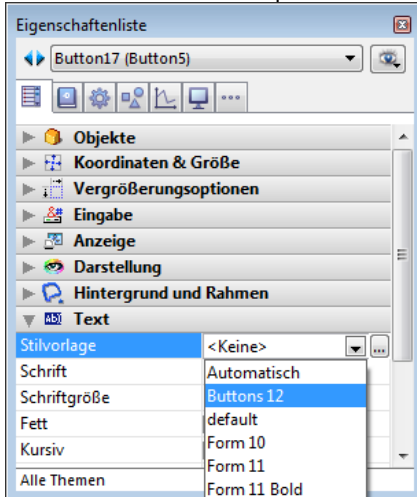 Eigenschaftenliste
Button17 (Button5)
Objekte
Koordinaten & Größe
Vergrößerungsoptionen
Eingabe
Anzeige
Darstellung
Hintergrund und Rahmen
Text
Stilvorlage <Keine> ...
Schrift Automatisch
Schriftgröße Buttons 12
Fett default
Kursiv Form 10
Form 11
Alle Themen Form 11 Bold